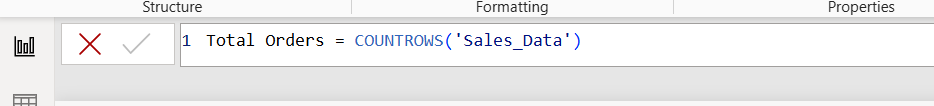 Structure Formatting Properties
1 Total Orders = COUNTROWS('Sales_Data')